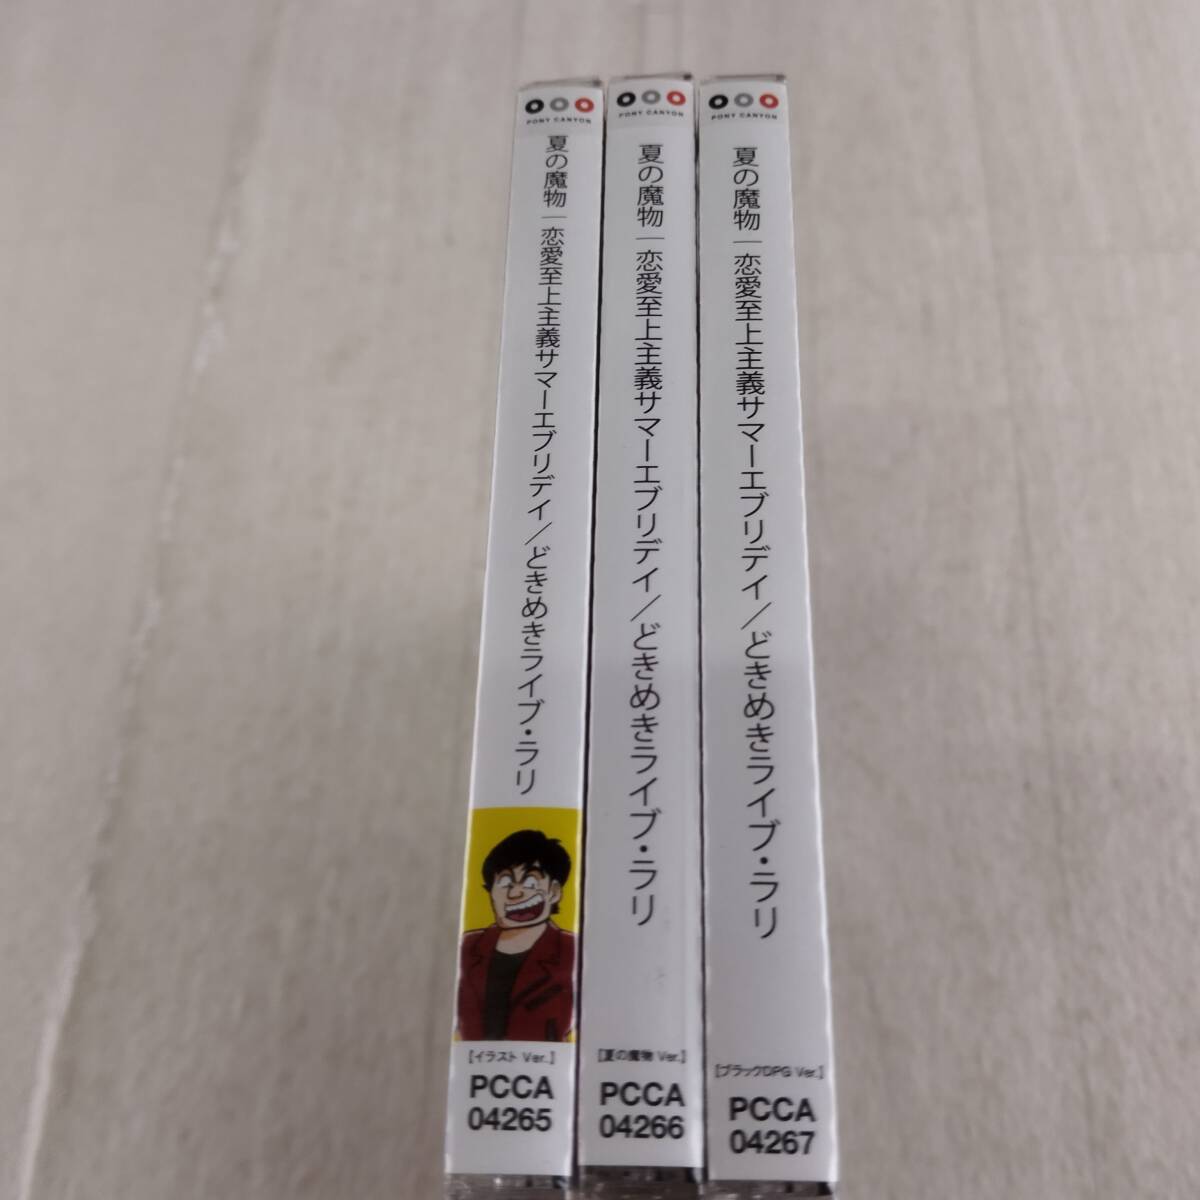 PONY CANYON
夏の魔物│恋愛至上主義サマーエブリデイ／どきめきライブ・ラリ
【イラスト Ver.】
PCCA
04265
PONY CANYON
夏の魔物│恋愛至上主義サマーエブリデイ／どきめきライブ・ラリ
【夏の魔物 Ver.】
PCCA
04266
PONY CANYON
夏の魔物│恋愛至上主義サマーエブリデイ／どきめきライブ・ラリ
【ブラックDPG Ver.】
PCCA
04267